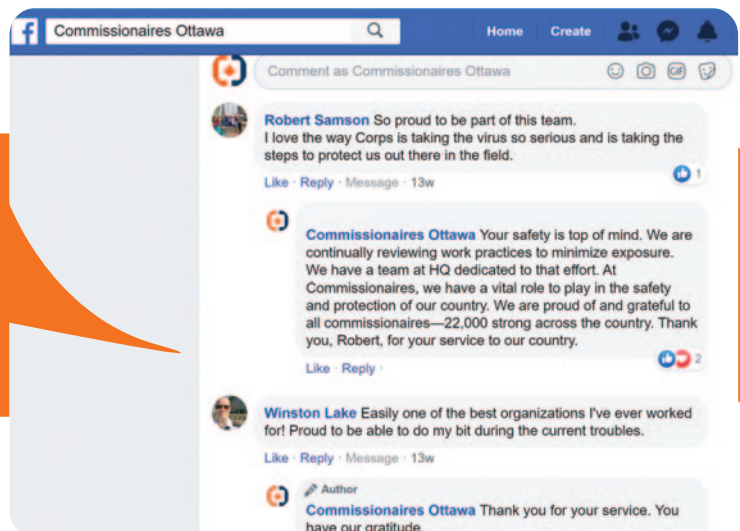 f Commissionaires Ottawa Home Create
Comment as Commissionaires Ottawa GIF
Robert Samson So proud to be part of this team.
I love the way Corps is taking the virus so serious and is taking the
steps to protect us out there in the field.
1
Like · Reply · Message · 13w
Commissionaires Ottawa Your safety is top of mind. We are
continually reviewing work practices to minimize exposure.
We have a team at HQ dedicated to that effort. At
Commissionaires, we have a vital role to play in the safety
and protection of our country. We are proud of and grateful to
all commissionaires—22,000 strong across the country. Thank
you, Robert, for your service to our country.
2
Like · Reply ·
Winston Lake Easily one of the best organizations I've ever worked
for! Proud to be able to do my bit during the current troubles.
Like · Reply · Message · 13w
Author
Commissionaires Ottawa Thank you for your service. You
have our gratitude.